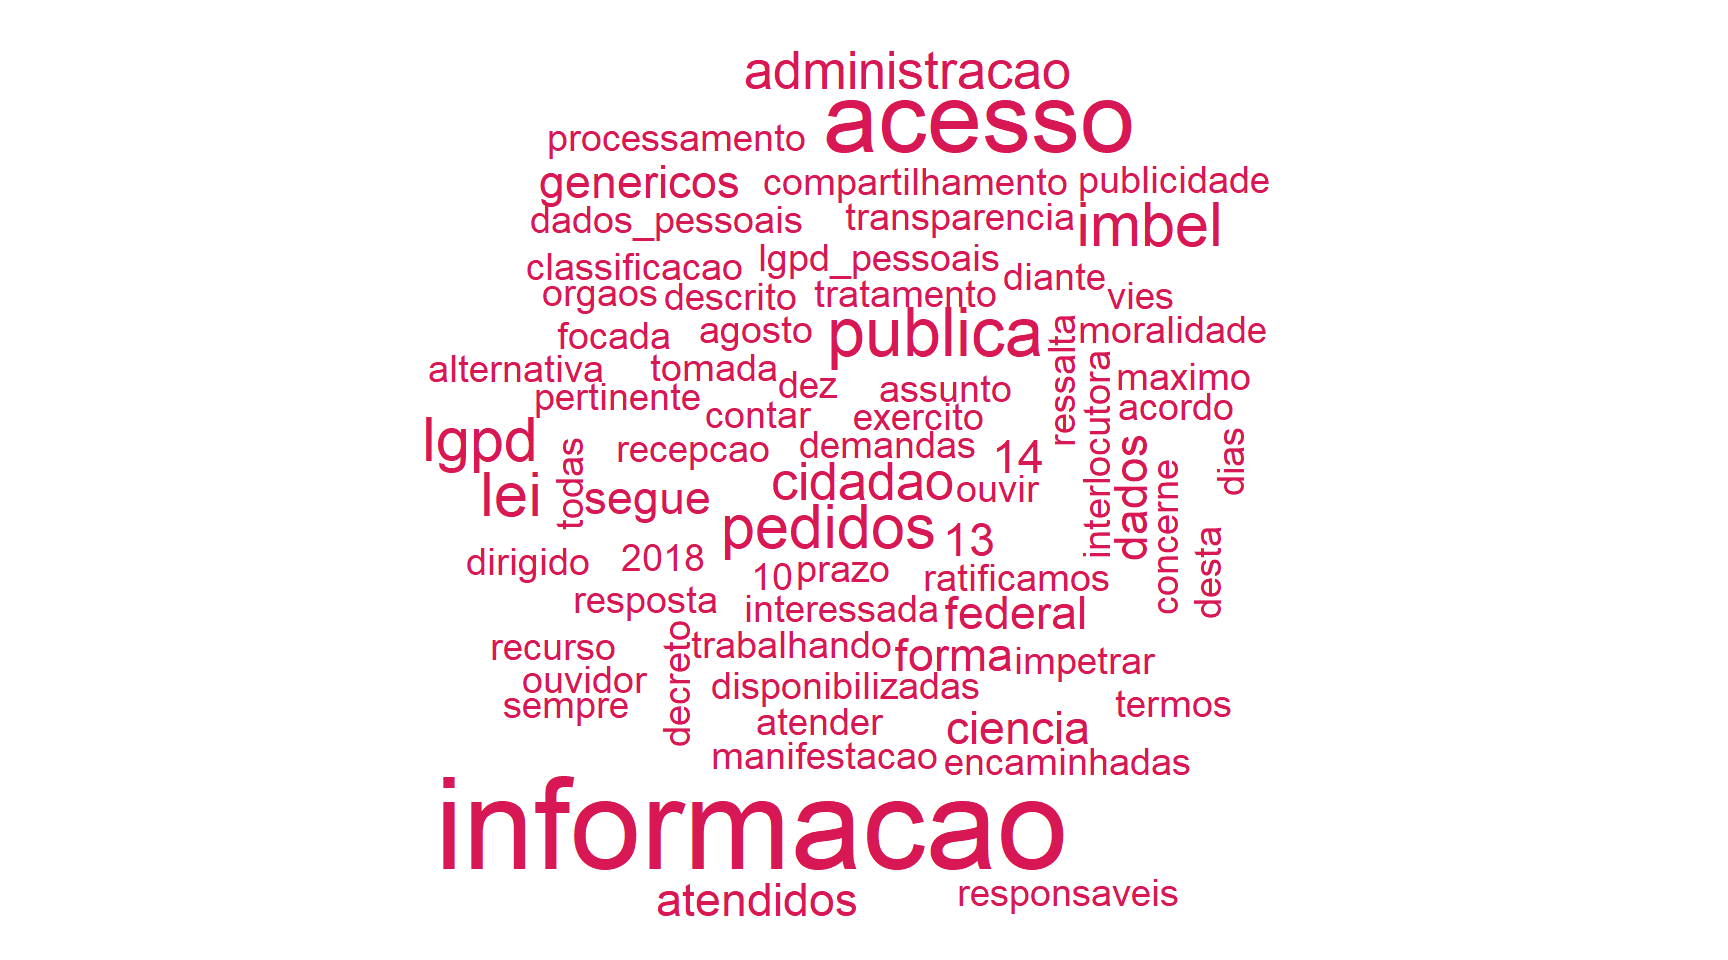 administracao
acesso
processamento
genericos
compartilhamento
publicidade
dados_pessoais
transparencia
imbel
classificacao
lgpd_pessoais
diante
orgaos
descrito
tratamento
vies
focada
agosto
publica
ressalta
moralidade
alternativa
tomada
dez
assunto
interlocutora
maximo
pertinente
contar
exercito
acordo
lgpd
todas
recepcao
demandas
14
dados
dias
lei
segue
cidadao
ouvir
concerne
pedidos
13
desta
dirigido
2018
10
prazo
ratificamos
resposta
interessada
federal
recurso
decreto
trabalhando
forma
impetrar
ouvidor
disponibilizadas
sempre
atender
ciencia
termos
manifestacao
encaminhadas
informacao
atendidos
responsaveis